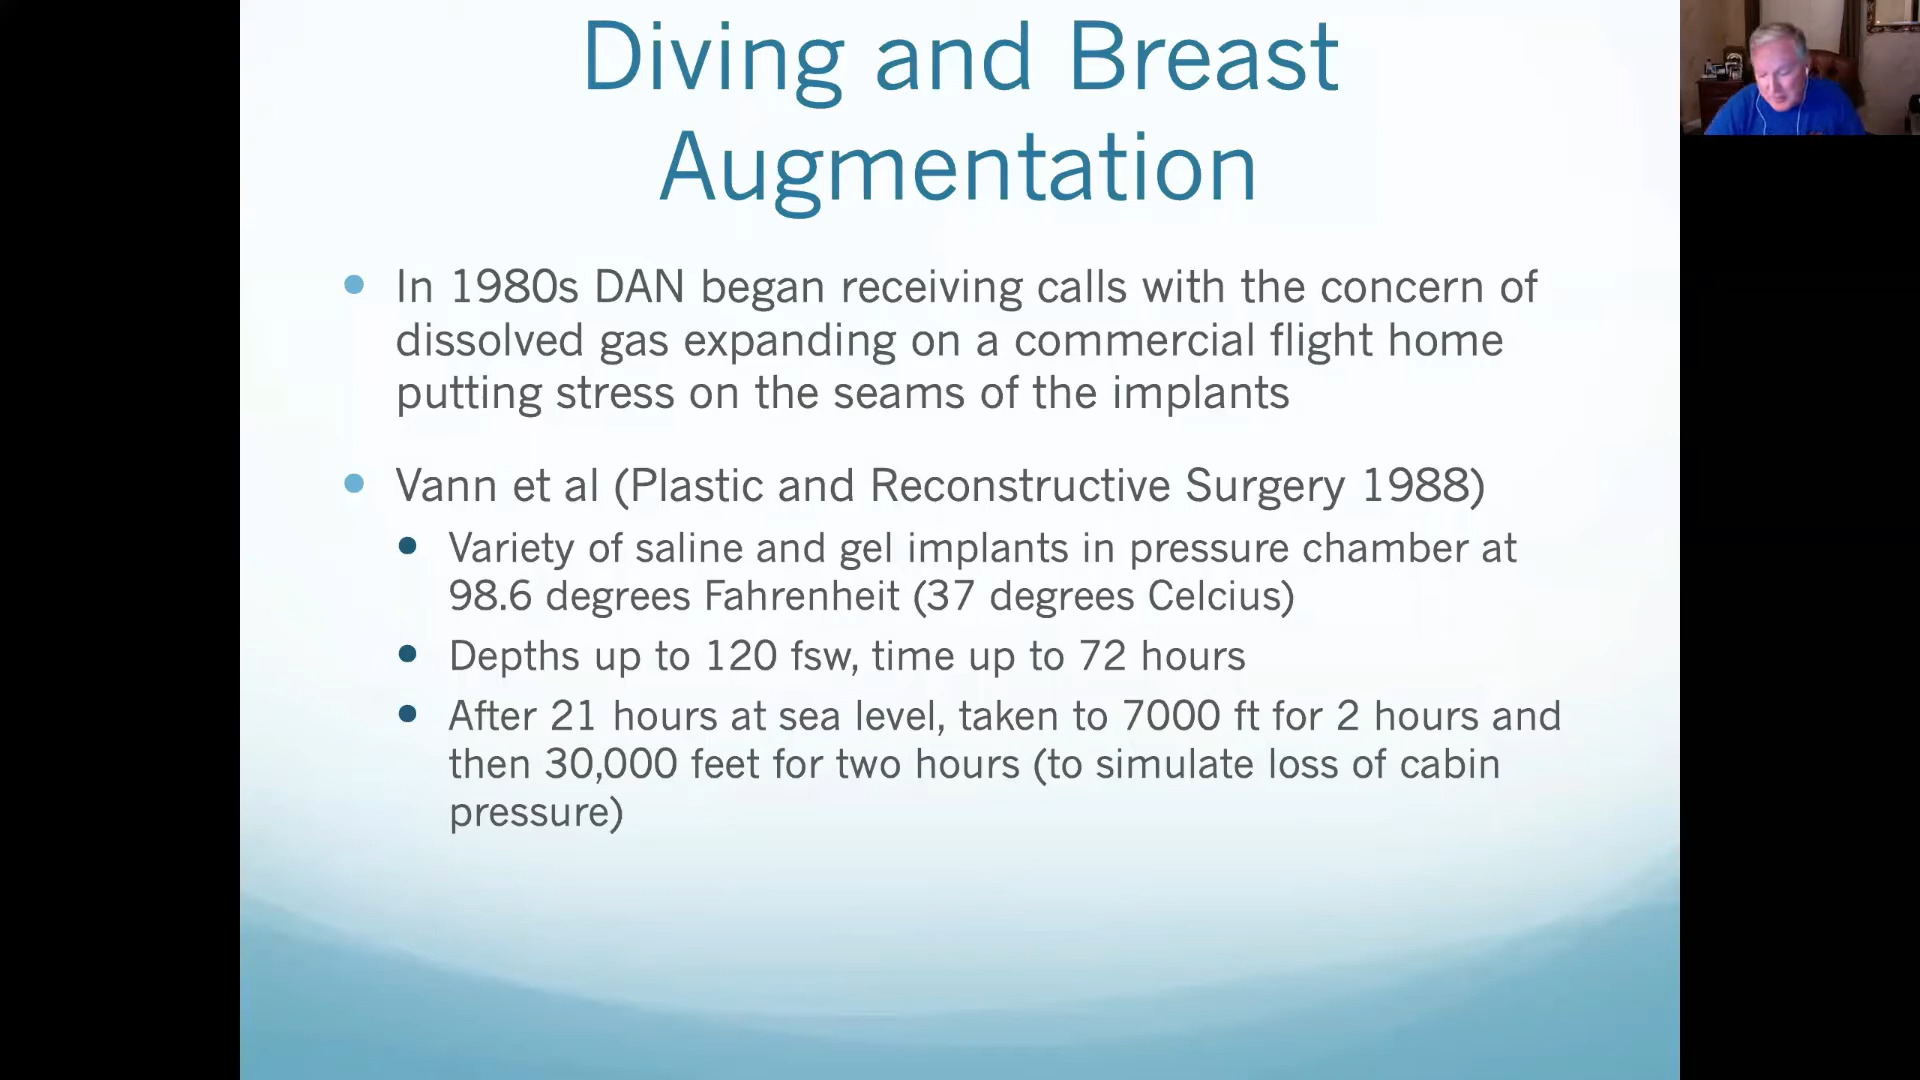 Diving and Breast
Augmentation
In 1980s DAN began receiving calls with the concern of
dissolved gas expanding on a commercial flight home
putting stress on the seams of the implants
Vann et al (Plastic and Reconstructive Surgery 1988)
Variety of saline and gel implants in pressure chamber at
98.6 degrees Fahrenheit (37 degrees Celcius)
Depths up to 120 fsw, time up to 72 hours
After 21 hours at sea level, taken to 7000 ft for 2 hours and
then 30,000 feet for two hours (to simulate loss of cabin
pressure)